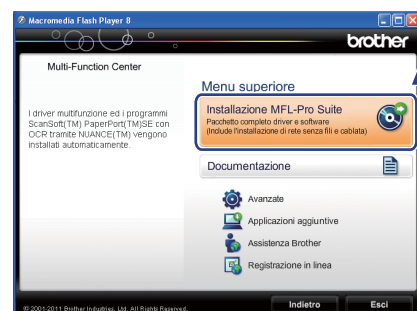 Macromedia Flash Player 8
brother
Multi-Function Center
Menu superiore
I driver multifunzione ed i programmi
ScanSoft(TM) PaperPort(TM)SE con
OCR tramite NUANCE(TM) vengono
installati automaticamente.
Installazione MFL-Pro Suite
Pacchetto completo driver e software
(Include l'installazione di rete senza fili e cablata)
Documentazione
Avanzate
Applicazioni aggiuntive
Assistenza Brother
Registrazione in linea
© 2001-2011 Brother Industries, Ltd. All Rights Reserved.
Indietro
Esci